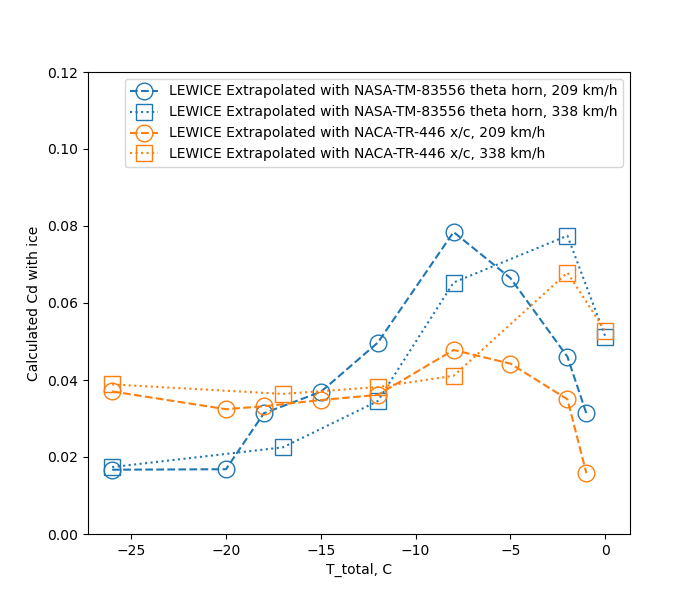 LEWICE Extrapolated with NASA-TM-83556 theta horn, 209 km/h
LEWICE Extrapolated with NASA-TM-83556 theta horn, 338 km/h
LEWICE Extrapolated with NACA-TR-446 x/c, 209 km/h
LEWICE Extrapolated with NACA-TR-446 x/c, 338 km/h
Calculated Cd with ice
0.12
0.10
0.08
0.06
0.04
0.02
0.00
−25 −20 −15 −10 −5 0
T_total, C